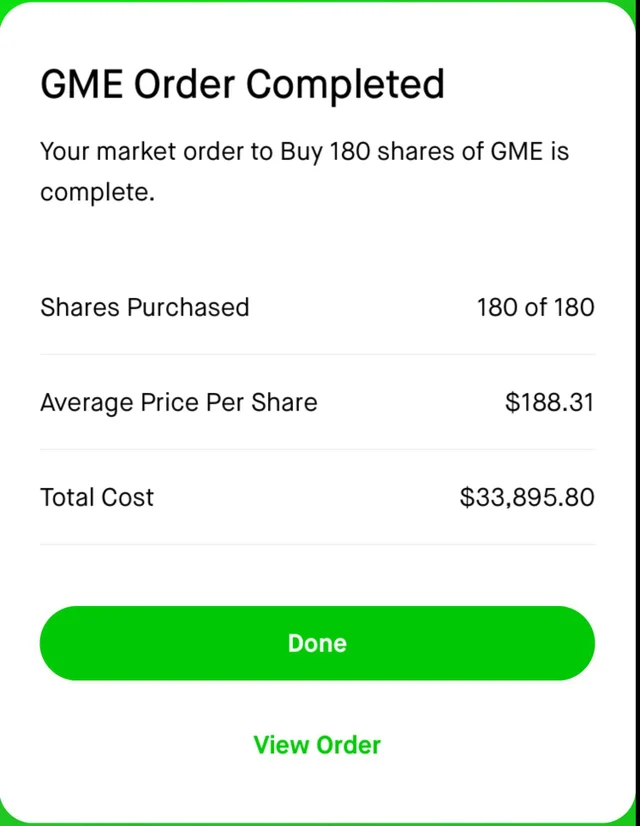 GME Order Completed
Your market order to Buy 180 shares of GME is
complete.
Shares Purchased 180 of 180
Average Price Per Share $188.31
Total Cost $33,895.80
Done
View Order